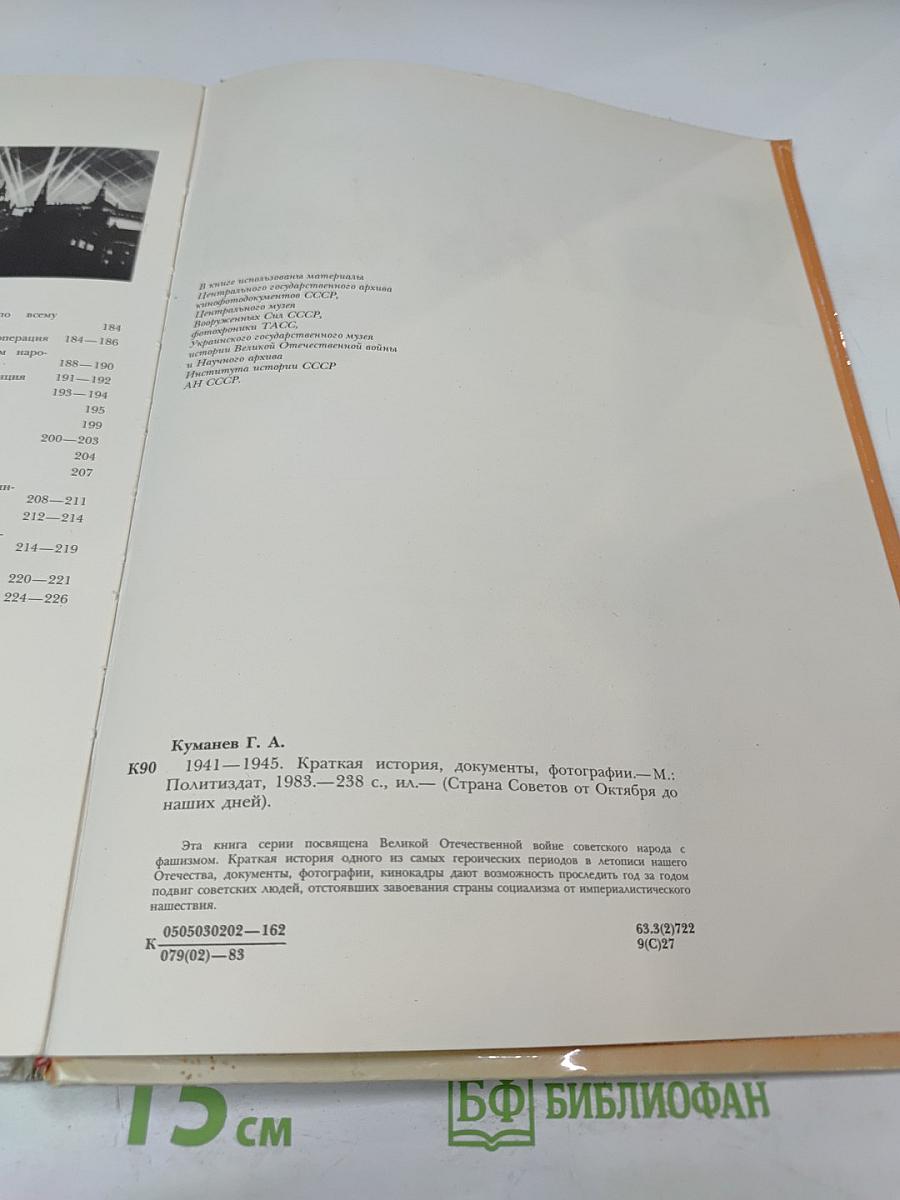 по всему
184
операция 184—186
м наро-
188—190
ция 191—192
193—194
195
199
200—203
204
207
ин-
208—211
212—214
214—219
220—221
224—226
В книге использованы материалы
Центрального государственного архива
кинофотодокументов СССР,
Центрального музея
Вооруженных Сил СССР,
фотохроники ТАСС,
Украинского государственного музея
истории Великой Отечественной войны
и Научного архива
Института истории СССР
АН СССР.
Куманев Г. А.
К90 1941—1945. Краткая история, документы, фотографии.—М.:
Политиздат, 1983.—238 с., ил.— (Страна Советов от Октября до
наших дней).
Эта книга серии посвящена Великой Отечественной войне советского народа с
фашизмом. Краткая история одного из самых героических периодов в летописи нашего
Отечества, документы, фотографии, кинокадры дают возможность проследить год за годом
подвиг советских людей, отстоявших завоевания страны социализма от империалистического
нашествия.
К 0505030202—162
079(02)—83
63.3(2)722
9(С)27
15 см
БФ БИБЛИОФАН